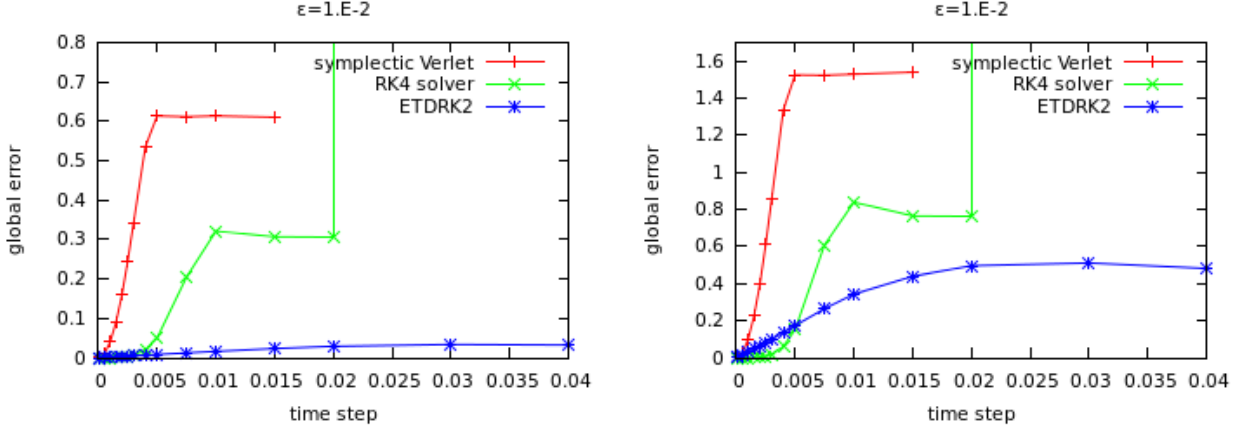 ε=1.E-2
0.8
0.7
0.6
0.5
0.4
0.3
0.2
0.1
0
global error
symplectic Verlet
RK4 solver
ETDRK2
0 0.005 0.01 0.015 0.02 0.025 0.03 0.035 0.04
time step
ε=1.E-2
1.6
1.4
1.2
1
0.8
0.6
0.4
0.2
0
global error
symplectic Verlet
RK4 solver
ETDRK2
0 0.005 0.01 0.015 0.02 0.025 0.03 0.035 0.04
time step